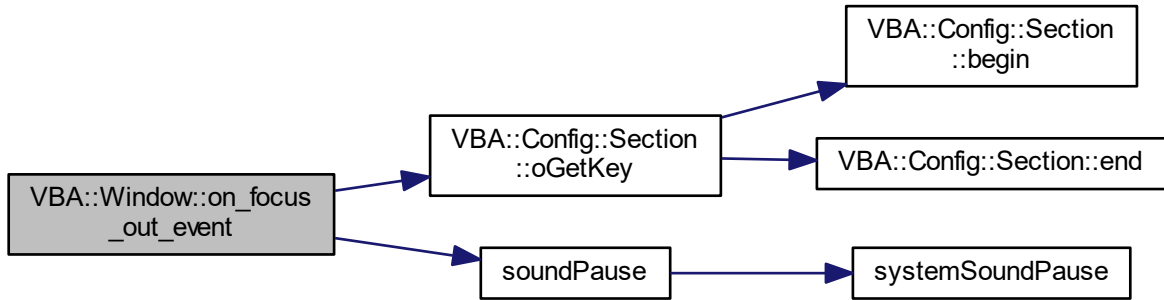 VBA::Window::on_focus
_out_event
VBA::Config::Section
::oGetKey
VBA::Config::Section
::begin
VBA::Config::Section::end
soundPause
systemSoundPause